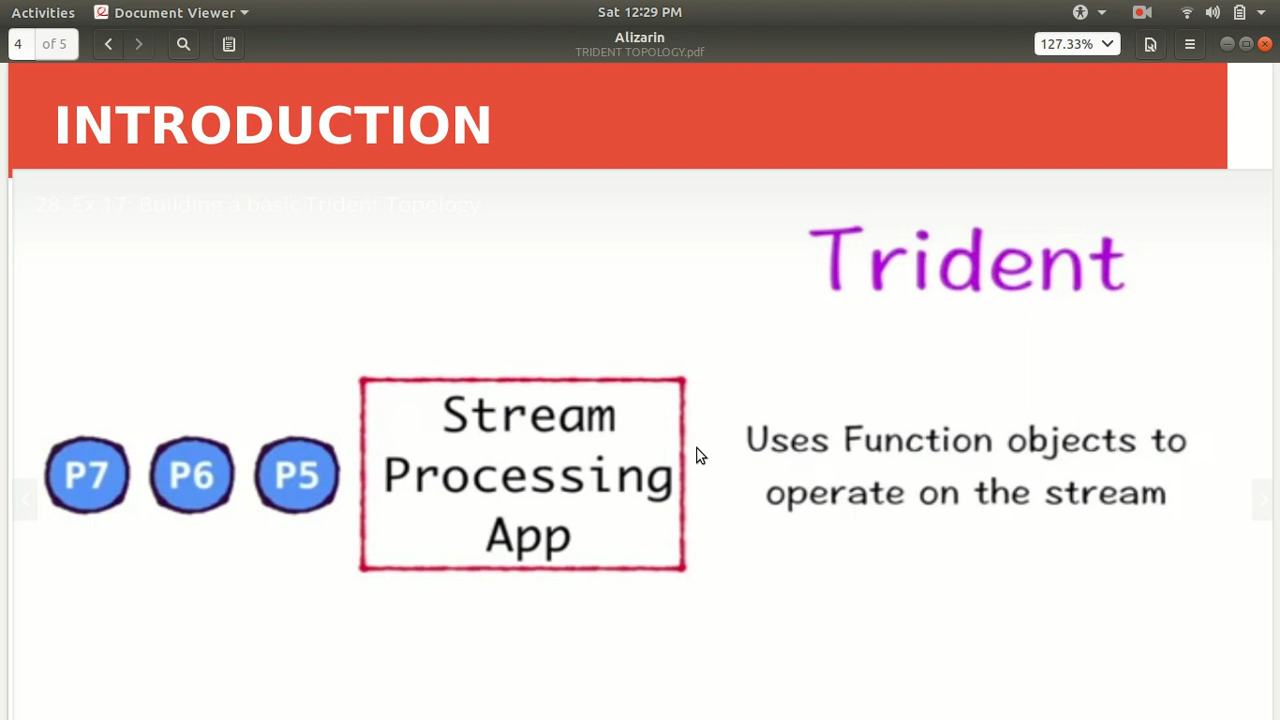 Activities Document Viewer Sat 12:29 PM
4 of 5 Alizarin 127.33%
TRIDENT TOPOLOGY.pdf
INTRODUCTION
28. Ex 17: Building a basic Trident Topology
Trident
P7 P6 P5
Stream
Processing
App
Uses Function objects to
operate on the stream